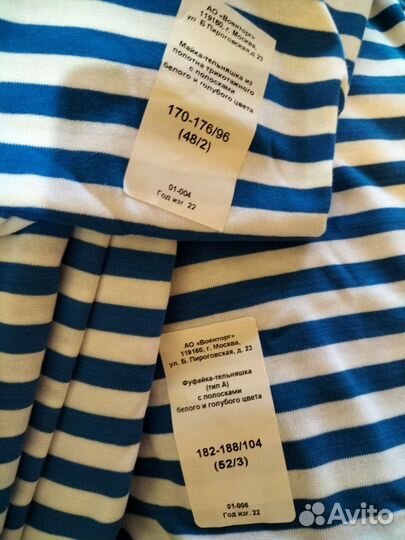 АО «Военторг»
119160, г. Москва,
ул. Б.Пироговская,д.23
Майка-тельняшка из
полотна трикотажного
с полосками
белого и голубого цвета
170-176/96
(48/2)
01-004
Год изг. 22
АО «Военторг»
119160, г. Москва,
ул. Б. Пироговская, д. 23
Фуфайка-тельняшка
(тип А)
с полосками
белого и голубого цвета
182-188/104
(52/3)
01-006
Год изг. 22
Avito